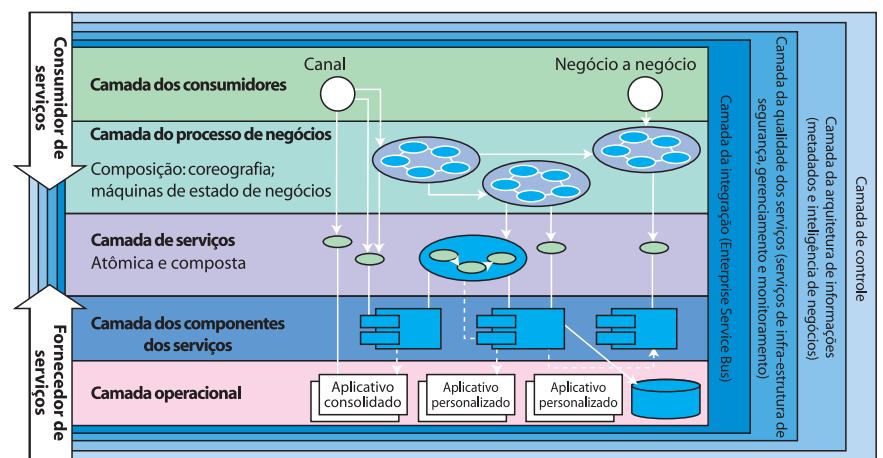 Consumidor de
serviços
Fornecedor de
serviços
Canal
Negócio a negócio
Camada dos consumidores
Camada do processo de negócios
Composição: coreografia;
máquinas de estado de negócios
Camada de serviços
Atômica e composta
Camada dos componentes
dos serviços
Camada operacional
Aplicativo
consolidado
Aplicativo
personalizado
Aplicativo
personalizado
Camada da integração (Enterprise Service Bus)
Camada da qualidade dos serviços (serviços de infra-estrutura de
segurança, gerenciamento e monitoramento)
Camada da arquitetura de informações
(metadados e inteligência de negócios)
Camada de controle